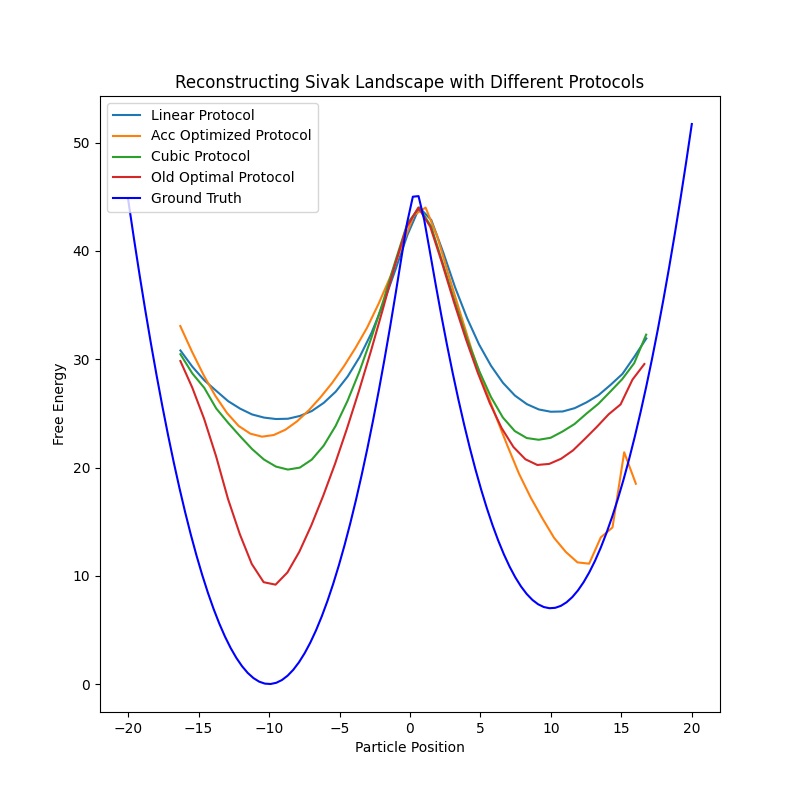 Reconstructing Sivak Landscape with Different Protocols
Linear Protocol
Acc Optimized Protocol
Cubic Protocol
Old Optimal Protocol
Ground Truth
Free Energy
50
40
30
20
10
0
−20 −15 −10 −5 0 5 10 15 20
Particle Position